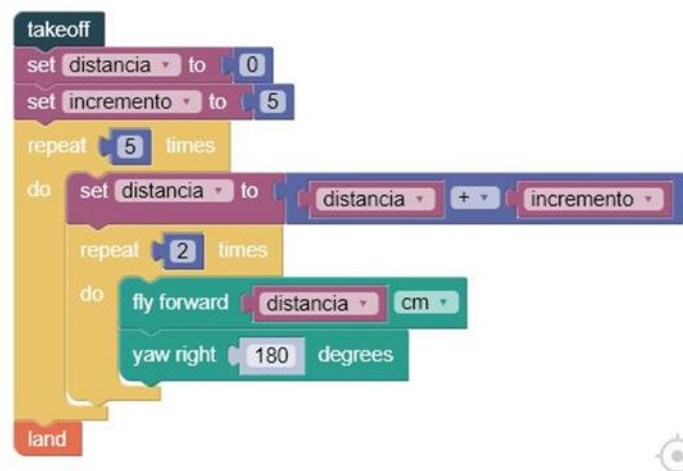 takeoff
set distancia to 0
set incremento to 5
repeat 5 times
do set distancia to distancia + incremento
repeat 2 times
do fly forward distancia cm
yaw right 180 degrees
land